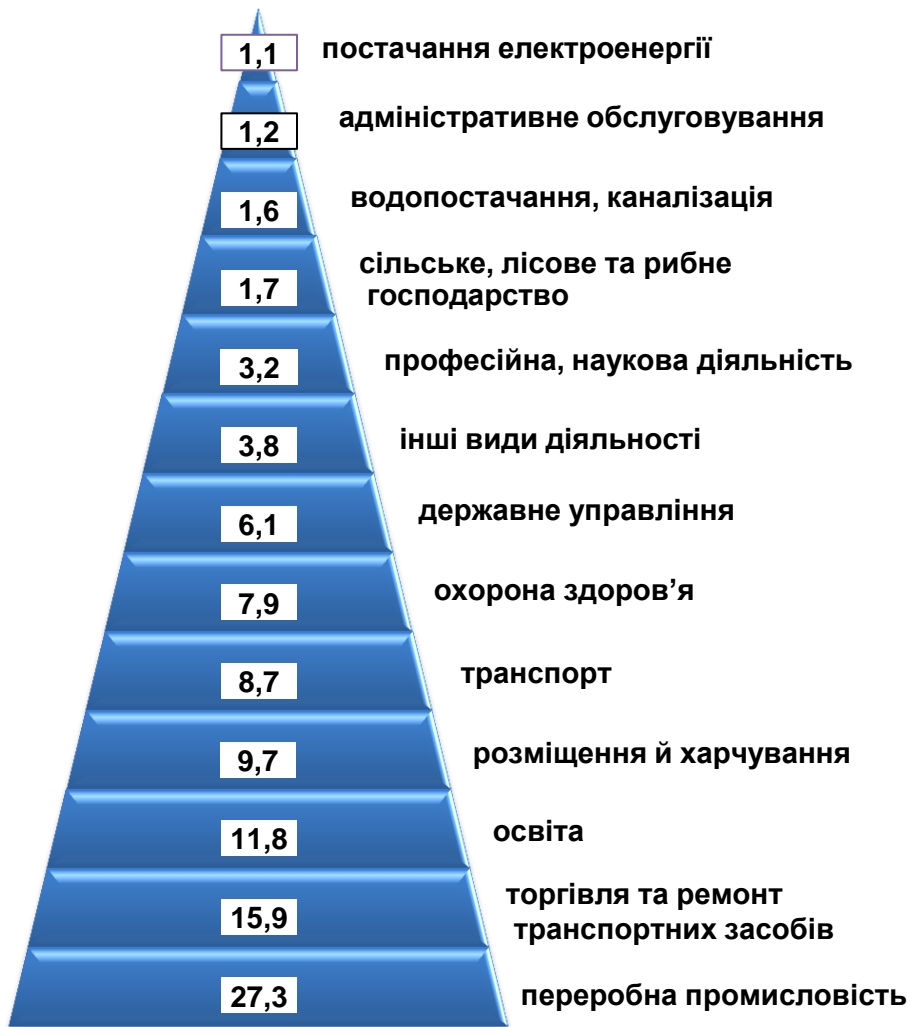 1,1 постачання електроенергії
1,2 адміністративне обслуговування
1,6 водопостачання, каналізація
1,7 сільське, лісове та рибне
господарство
3,2 професійна, наукова діяльність
3,8 інші види діяльності
6,1 державне управління
7,9 охорона здоров’я
8,7 транспорт
9,7 розміщення й харчування
11,8 освіта
15,9 торгівля та ремонт
транспортних засобів
27,3 переробна промисловість